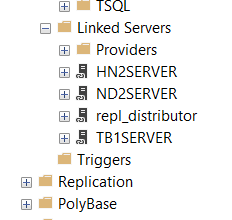 TSQL
Linked Servers
Providers
HN2SERVER
ND2SERVER
repl_distributor
TB1SERVER
Triggers
Replication
PolyBase